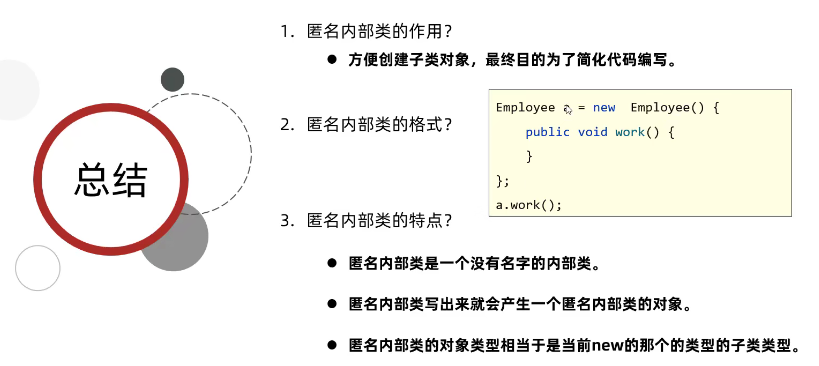 总结
1. 匿名内部类的作用？
● 方便创建子类对象，最终目的为了简化代码编写。
2. 匿名内部类的格式？
Employee a = new  Employee() {
    public void work() {
    }
};
a.work();
3. 匿名内部类的特点？
● 匿名内部类是一个没有名字的内部类。
● 匿名内部类写出来就会产生一个匿名内部类的对象。
● 匿名内部类的对象类型相当于是当前new的那个的类型的子类类型。